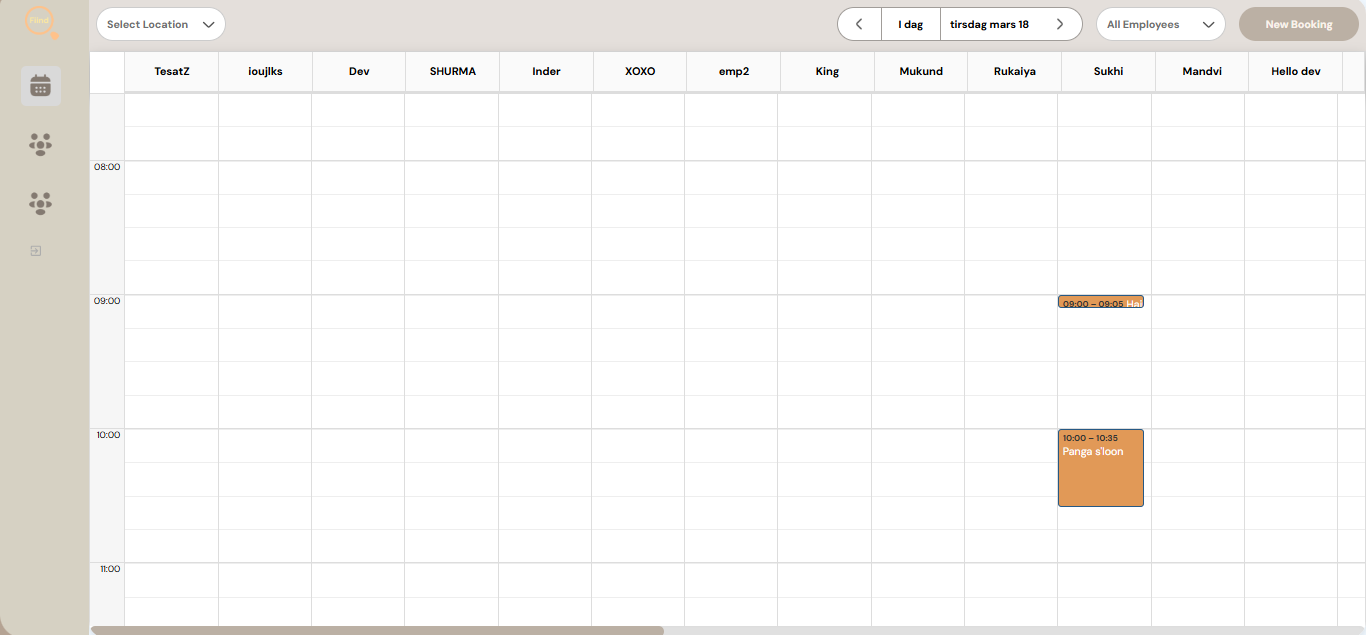 Fiind
Select Location
I dag
tirsdag mars 18
All Employees
New Booking
TesatZ
ioujlks
Dev
SHURMA
Inder
XOXO
emp2
King
Mukund
Rukaiya
Sukhi
Mandvi
Hello dev
08:00
09:00
09:00 – 09:05 Hai
10:00
10:00 – 10:35
Panga s'loon
11:00